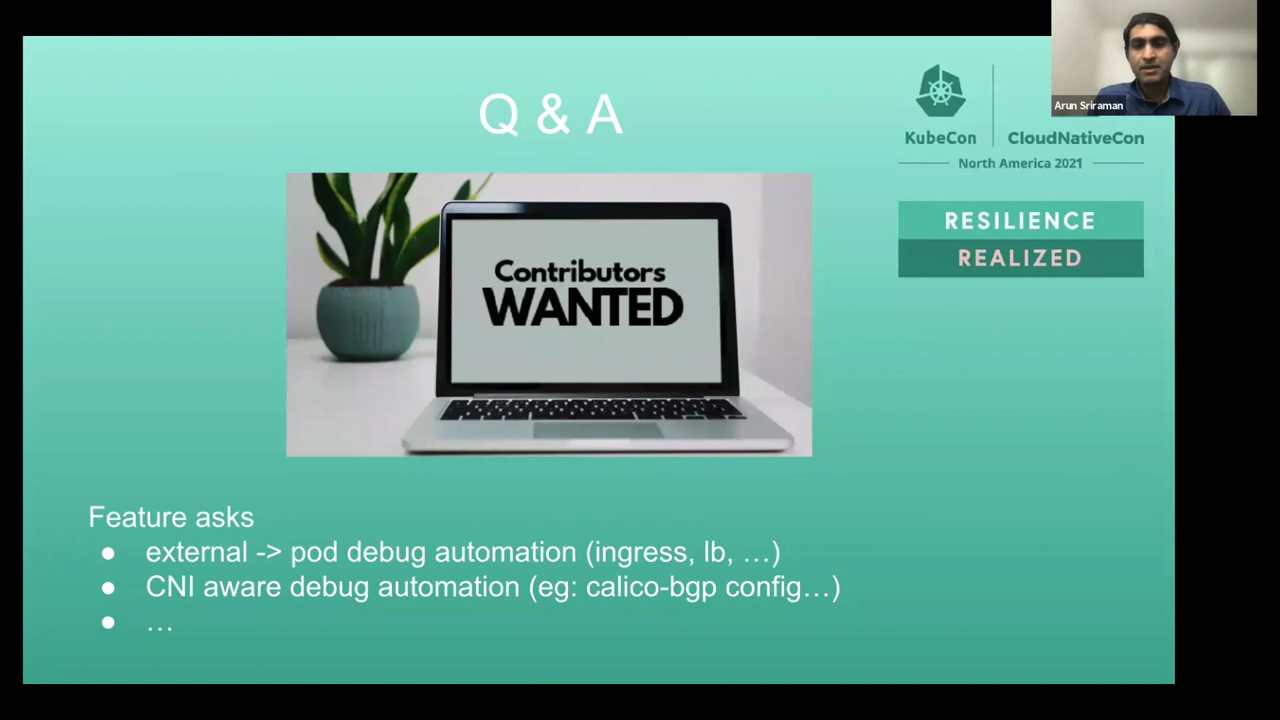 Q & A
Arun Sriraman
KubeCon
CloudNativeCon
North America 2021
RESILIENCE
REALIZED
Contributors
WANTED
Feature asks
● external -> pod debug automation (ingress, lb, …)
● CNI aware debug automation (eg: calico-bgp config…)
● …